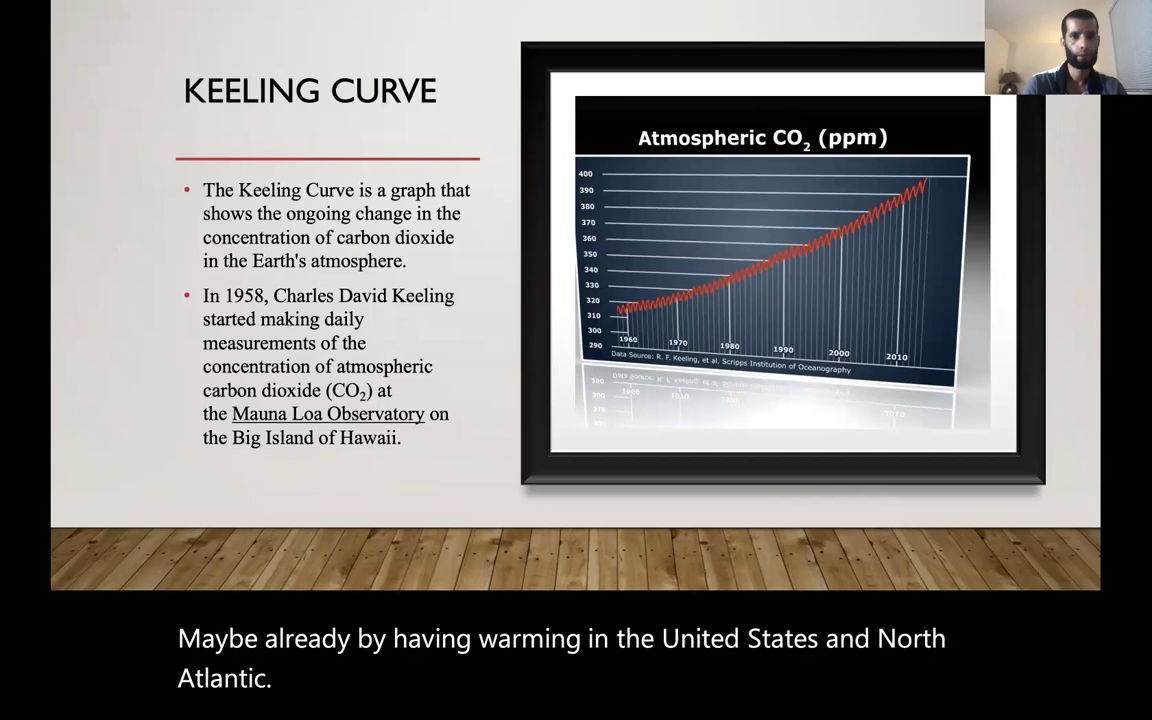 KEELING CURVE
• The Keeling Curve is a graph that
shows the ongoing change in the
concentration of carbon dioxide
in the Earth's atmosphere.
• In 1958, Charles David Keeling
started making daily
measurements of the
concentration of atmospheric
carbon dioxide (CO₂) at
the Mauna Loa Observatory on
the Big Island of Hawaii.
Atmospheric CO₂ (ppm)
400
390
380
370
360
350
340
330
320
310
300
290
1960
1970
1980
1990
2000
2010
Data Source: R. F. Keeling, et al. Scripps Institution of Oceanography
Maybe already by having warming in the United States and North
Atlantic.